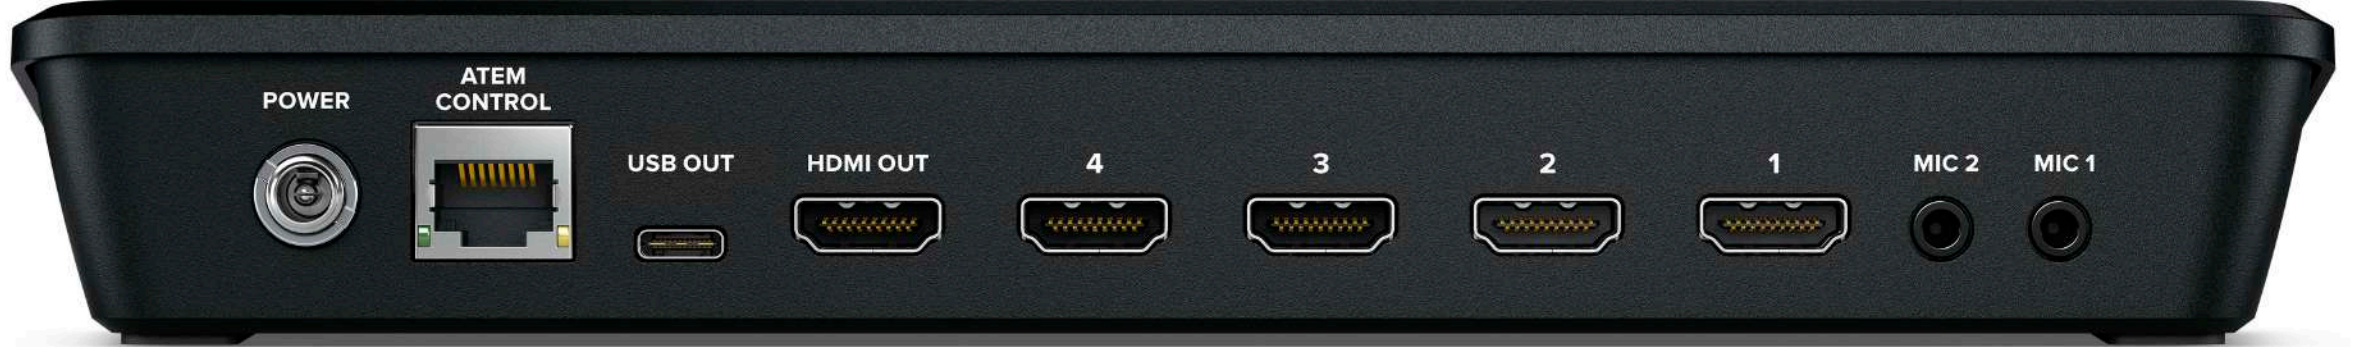 POWER
ATEM
CONTROL
USB OUT
HDMI OUT
4
3
2
1
MIC 2
MIC 1